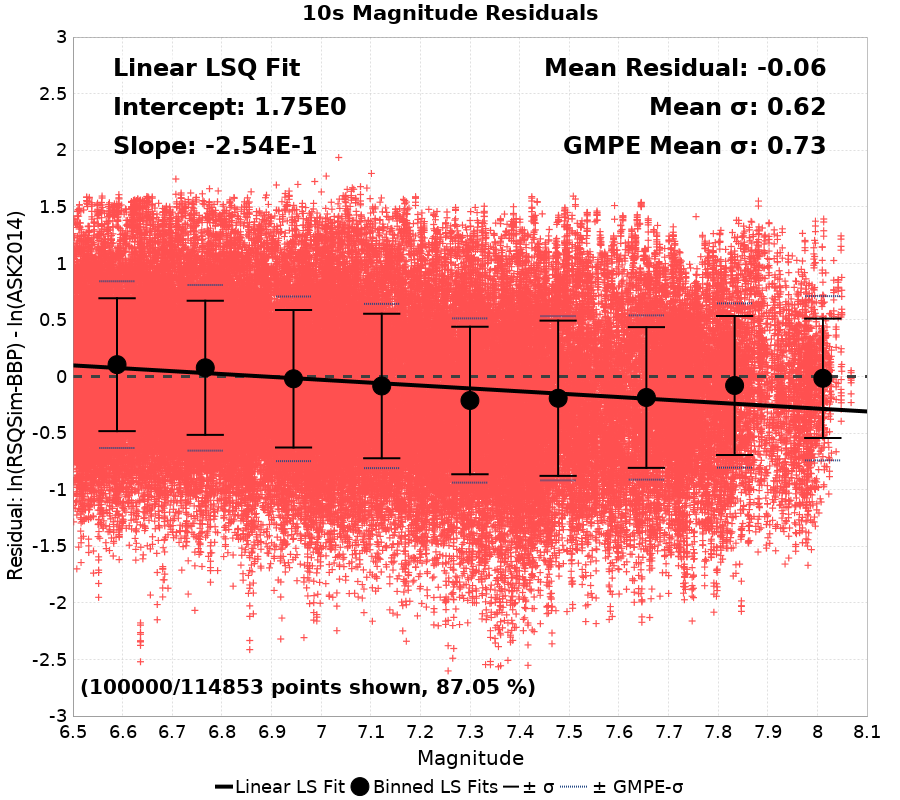 10s Magnitude Residuals
Linear LSQ Fit
Intercept: 1.75E0
Slope: -2.54E-1
Mean Residual: -0.06
Mean σ: 0.62
GMPE Mean σ: 0.73
Residual: ln(RSQSim-BBP) - ln(ASK2014)
3
2.5
2
1.5
1
0.5
0
-0.5
-1
-1.5
-2
-2.5
-3
(100000/114853 points shown, 87.05 %)
6.5 6.6 6.7 6.8 6.9 7 7.1 7.2 7.3 7.4 7.5 7.6 7.7 7.8 7.9 8 8.1
Magnitude
Linear LS Fit Binned LS Fits ± σ ± GMPE-σ